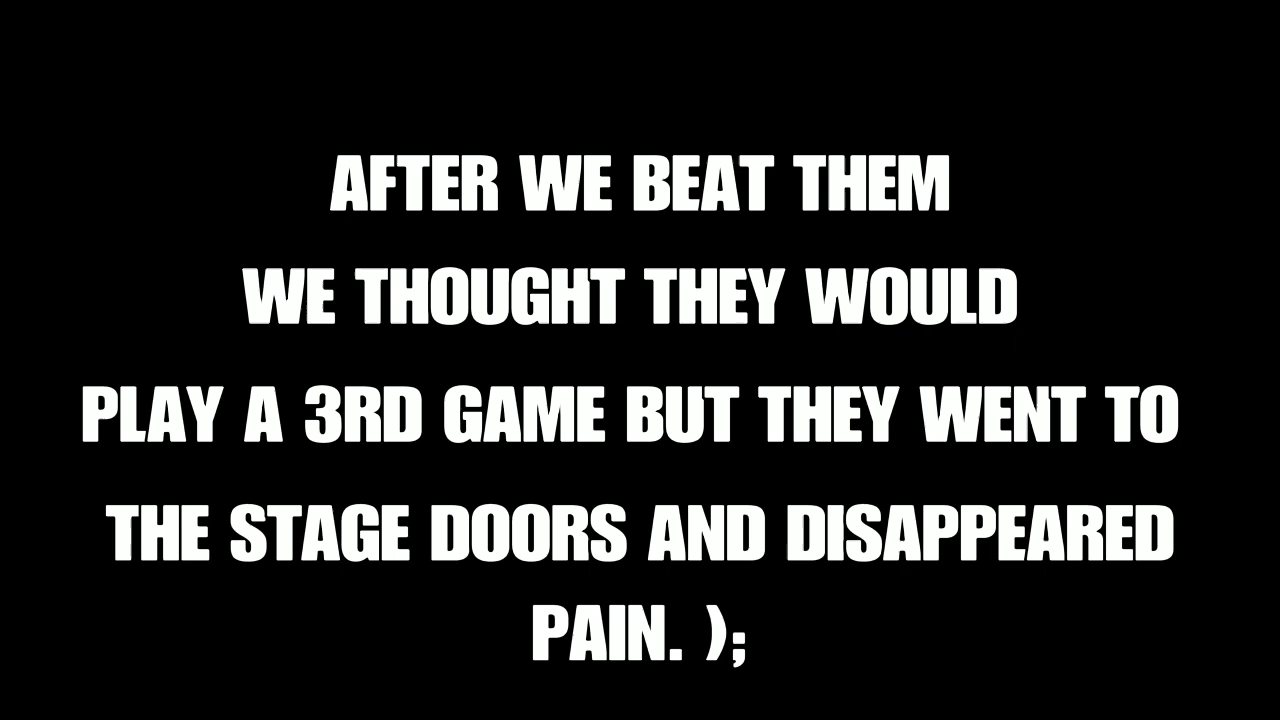 AFTER WE BEAT THEM
WE THOUGHT THEY WOULD
PLAY A 3RD GAME BUT THEY WENT TO
THE STAGE DOORS AND DISAPPEARED
PAIN. );